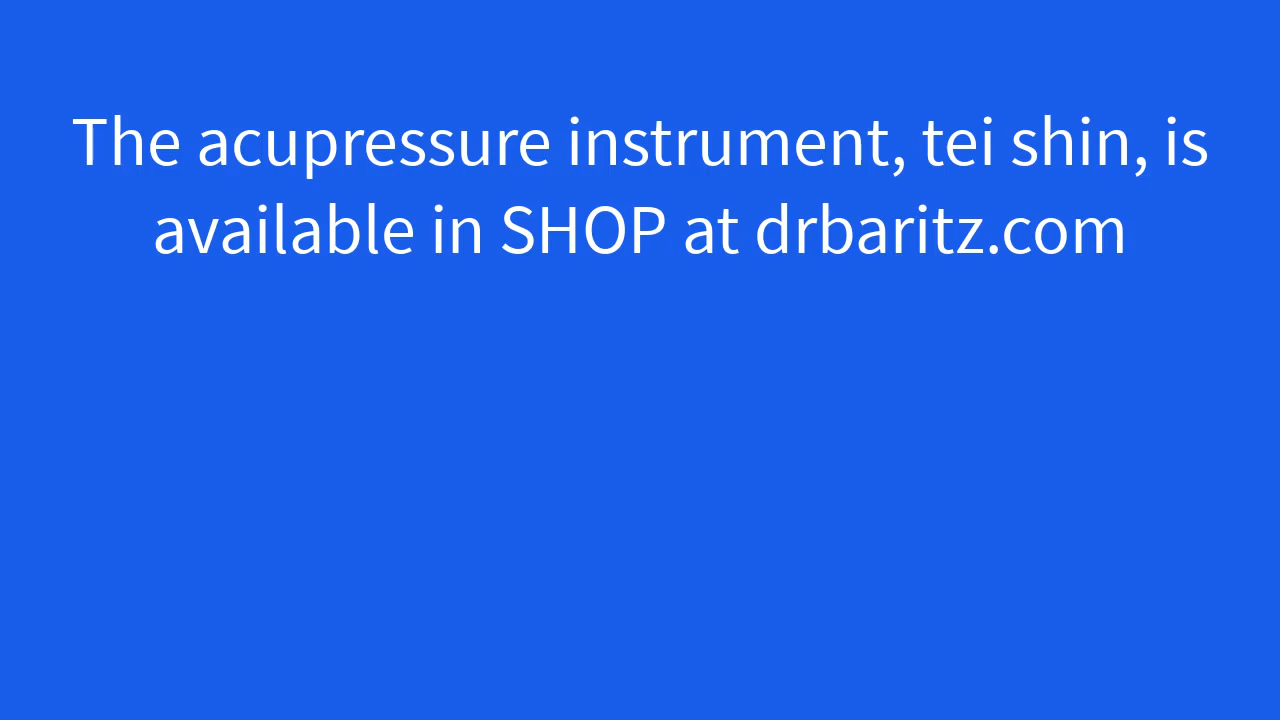 The acupressure instrument, tei shin, is
available in SHOP at drbaritz.com